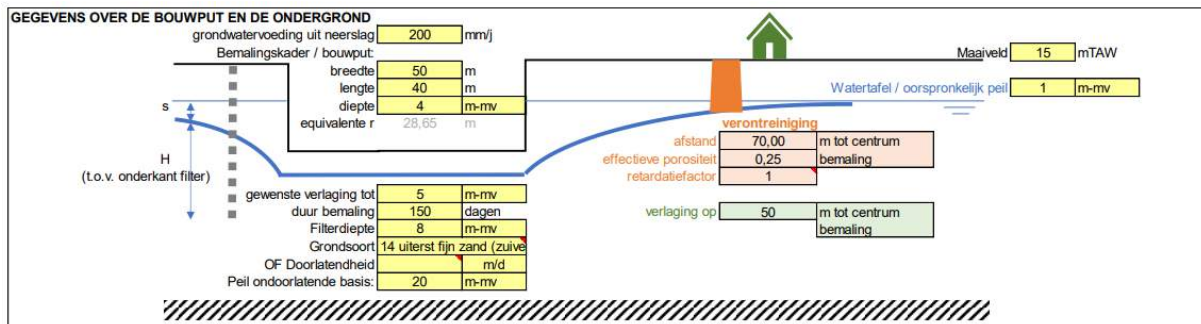 GEGEVENS OVER DE BOUWPUT EN DE ONDERGROND
grondwatervoeding uit neerslag 200 mm/j
Bemalingskader / bouwput:
Maaiveld 15 mTAW
breedte 50 m
lengte 40 m
Watertafel / oorspronkelijk peil 1 m-mv
diepte 4 m-mv
s
equivalente r 28,65 m
verontreiniging
afstand 70,00 m tot centrum
bemaling
effectieve porositeit 0,25
retardatiefactor 1
H
(t.o.v. onderkant filter)
gewenste verlaging tot 5 m-mv
duur bemaling 150 dagen
verlaging op 50 m tot centrum
bemaling
Filterdiepte 8 m-mv
Grondsoort 14 uiterst fijn zand (zuive
OF Doorlatendheid m/d
Peil ondoorlatende basis: 20 m-mv